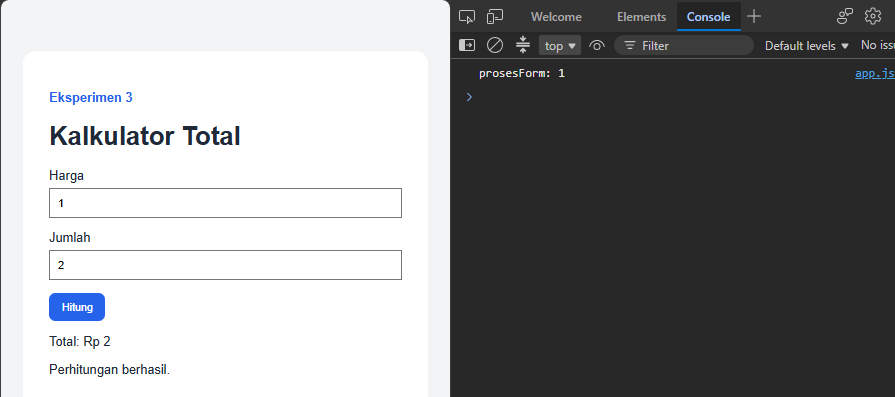 Eksperimen 3
Kalkulator Total
Harga
1
Jumlah
2
Hitung
Total: Rp 2
Perhitungan berhasil.
Welcome Elements Console
top Filter Default levels No issu
prosesForm: 1 app.js